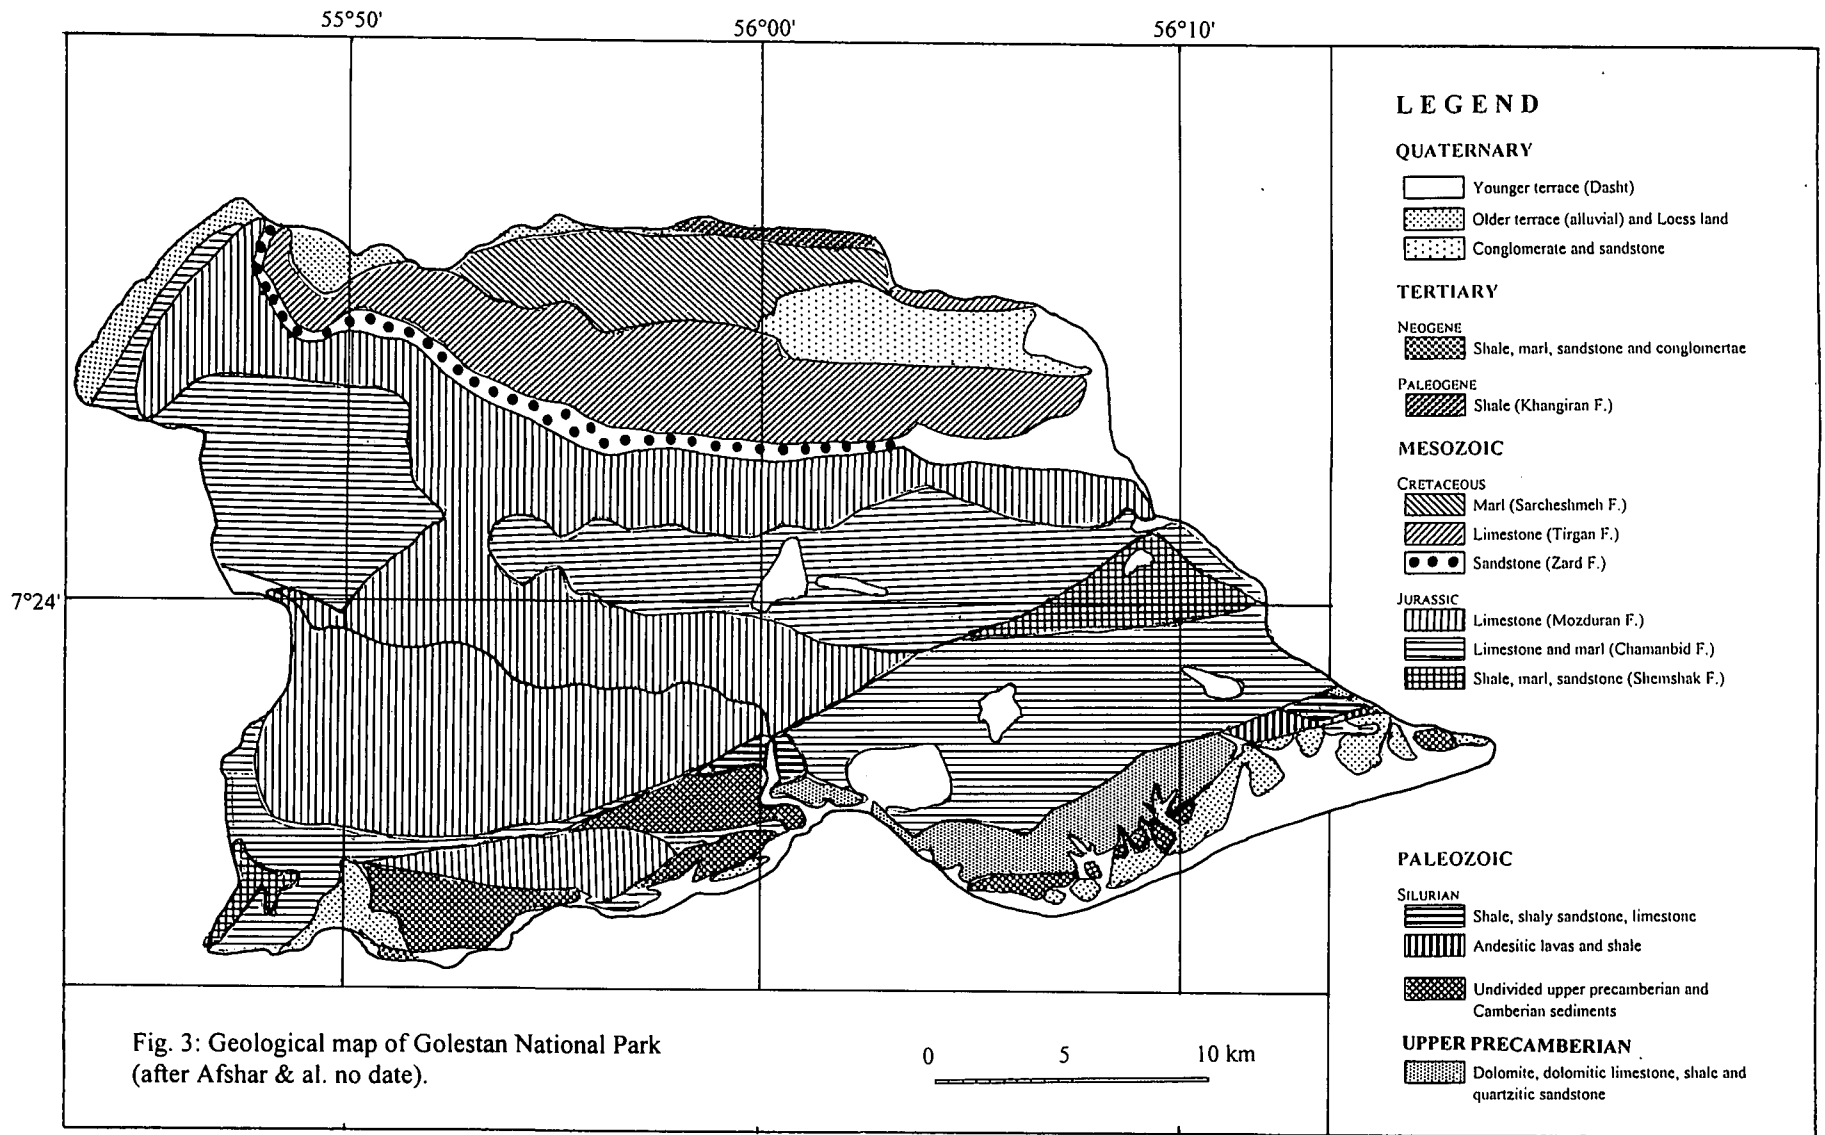 55°50'
56°00'
56°10'
7°24'
LEGEND
QUATERNARY
Younger terrace (Dasht)
Older terrace (alluvial) and Loess land
Conglomerate and sandstone
TERTIARY
NEOGENE
Shale, marl, sandstone and conglomertae
PALEOGENE
Shale (Khangiran F.)
MESOZOIC
CRETACEOUS
Marl (Sarcheshmeh F.)
Limestone (Tirgan F.)
Sandstone (Zard F.)
JURASSIC
Limestone (Mozduran F.)
Limestone and marl (Chamanbid F.)
Shale, marl, sandstone (Shemshak F.)
PALEOZOIC
SILURIAN
Shale, shaly sandstone, limestone
Andesitic lavas and shale
Undivided upper precamberian and
Camberian sediments
UPPER PRECAMBERIAN
Dolomite, dolomitic limestone, shale and
quartzitic sandstone
Fig. 3: Geological map of Golestan National Park
(after Afshar & al. no date).
0 5 10 km